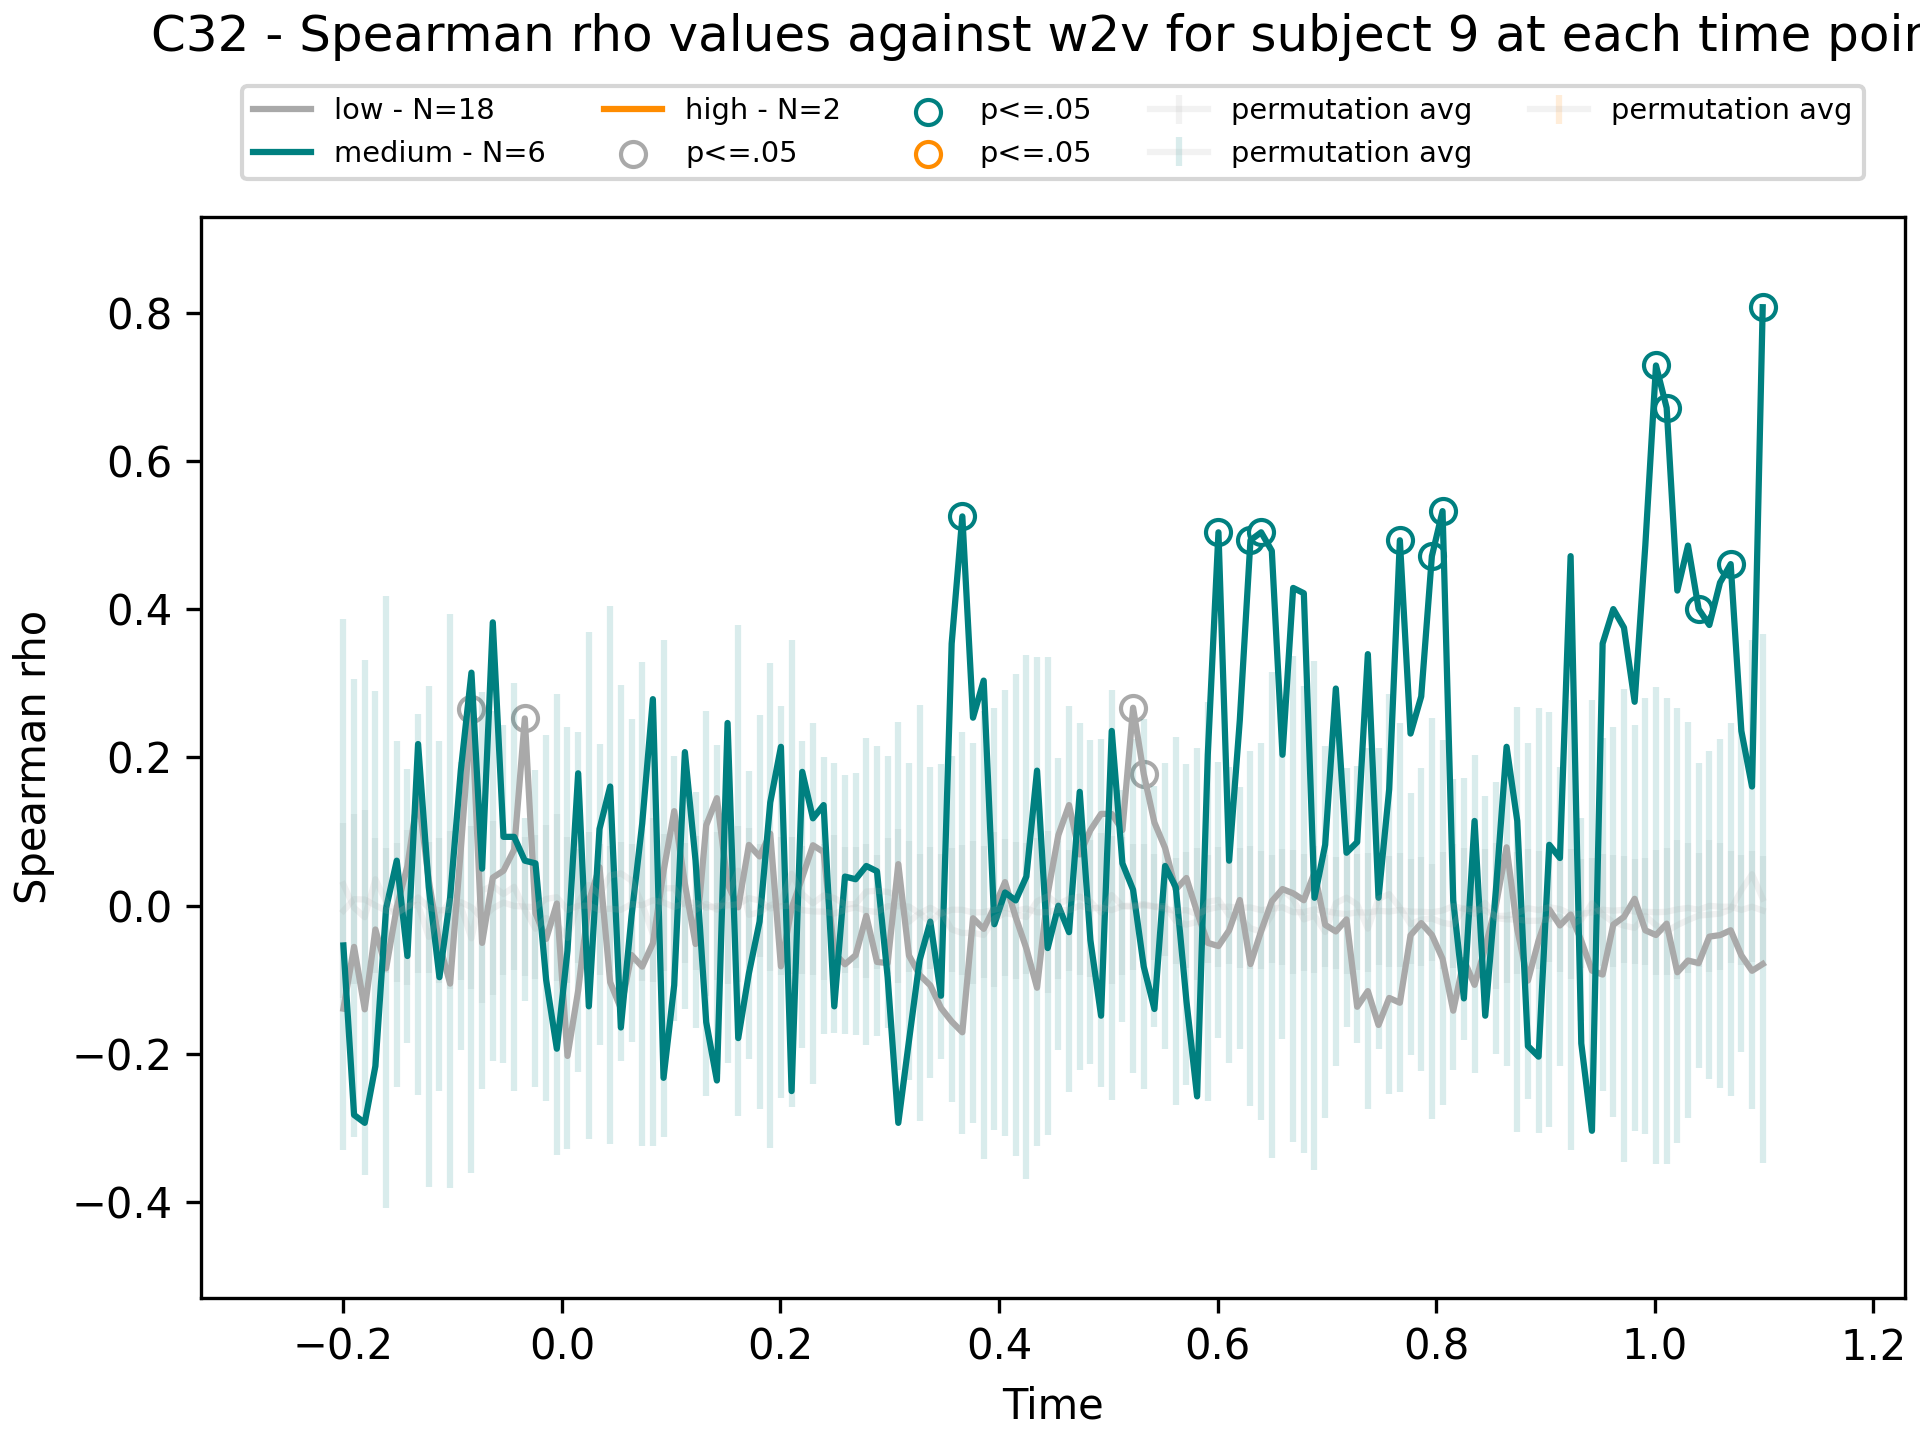 C32 - Spearman rho values against w2v for subject 9 at each time poin
low - N=18
medium - N=6
high - N=2
p<=.05
p<=.05
p<=.05
permutation avg
permutation avg
permutation avg
Spearman rho
0.8
0.6
0.4
0.2
0.0
−0.2
−0.4
−0.2 0.0 0.2 0.4 0.6 0.8 1.0 1.2
Time